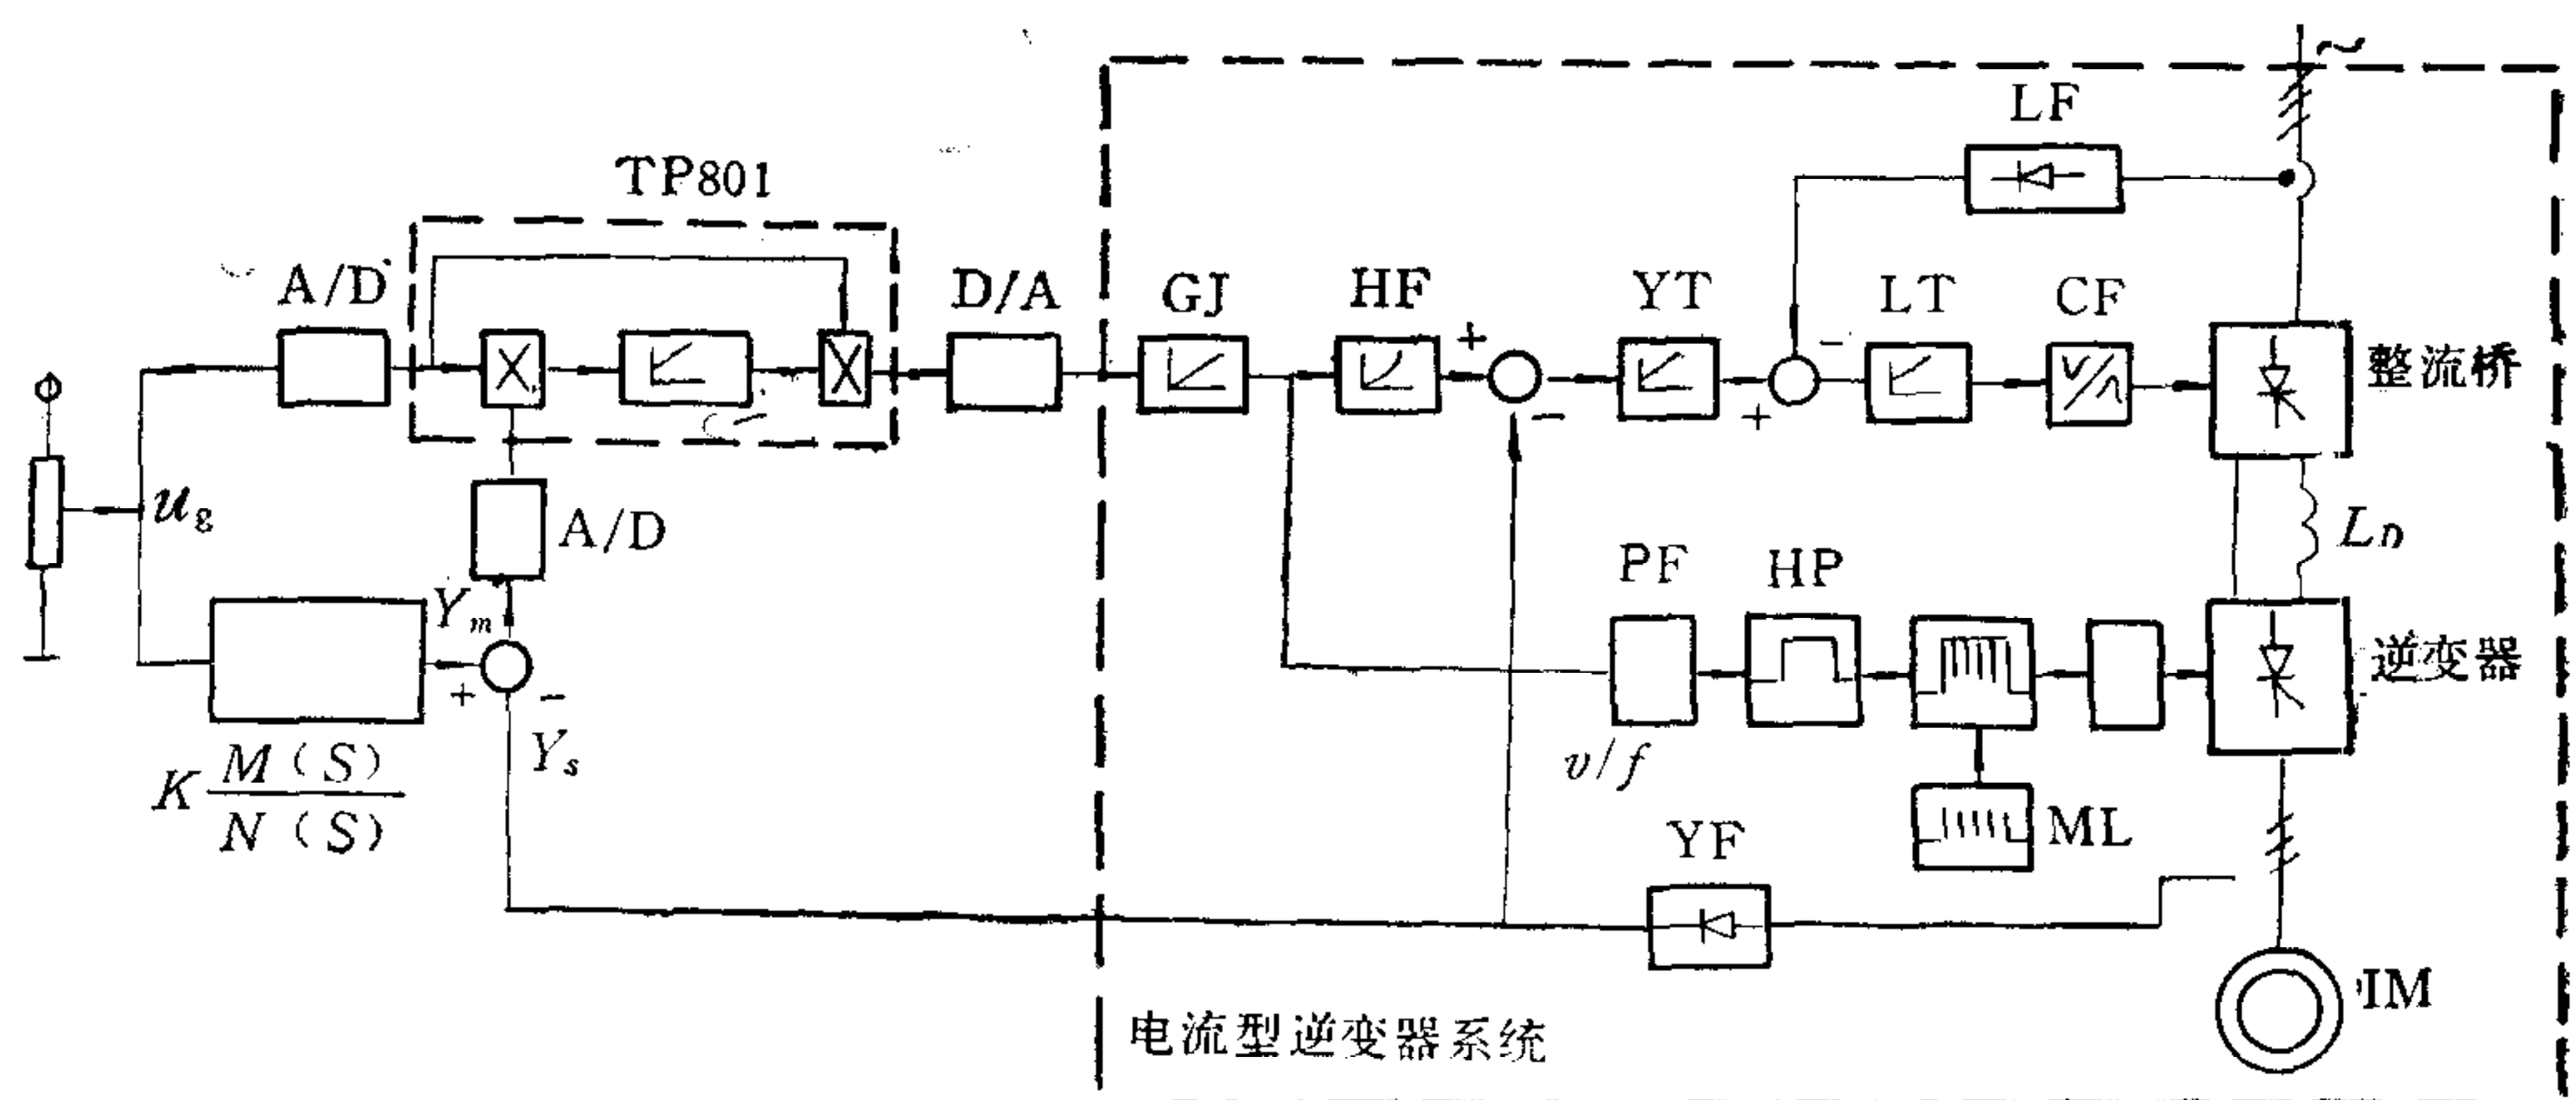 ~
LF
TP801
A/D
D/A
GJ
HF
YT
LT
CF
整流桥
+
-
-
+
u_g
A/D
L_D
PF
HP
逆变器
Y_m
+
-
Y_s
v/f
K M(S)/N(S)
ML
YF
IM
电流型逆变器系统